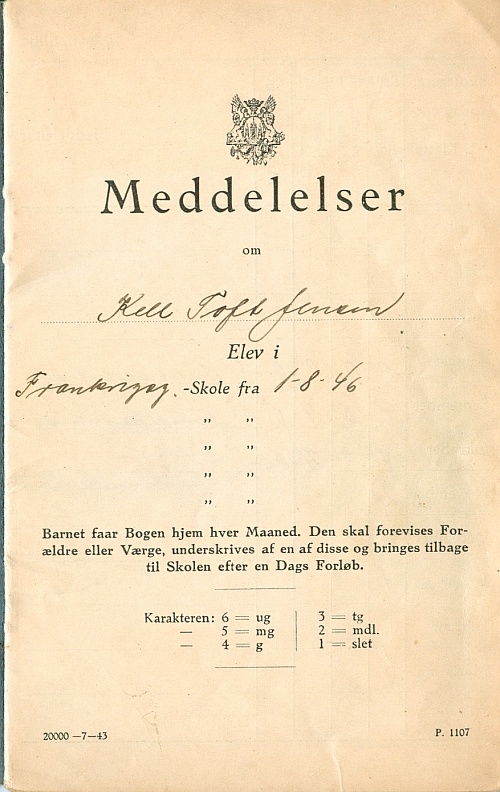 Meddelelser
om
Kell Toft Jensen
Elev i
Frankrigsg. -Skole fra 1-8-46
„ „
„ „
„ „
„ „
Barnet faar Bogen hjem hver Maaned. Den skal forevises For-
ældre eller Værge, underskrives af en af disse og bringes tilbage
til Skolen efter en Dags Forløb.
Karakteren: 6 = ug 3 = tg
— 5 = mg 2 = mdl.
— 4 = g 1 = slet
20000 —7—43 P. 1107